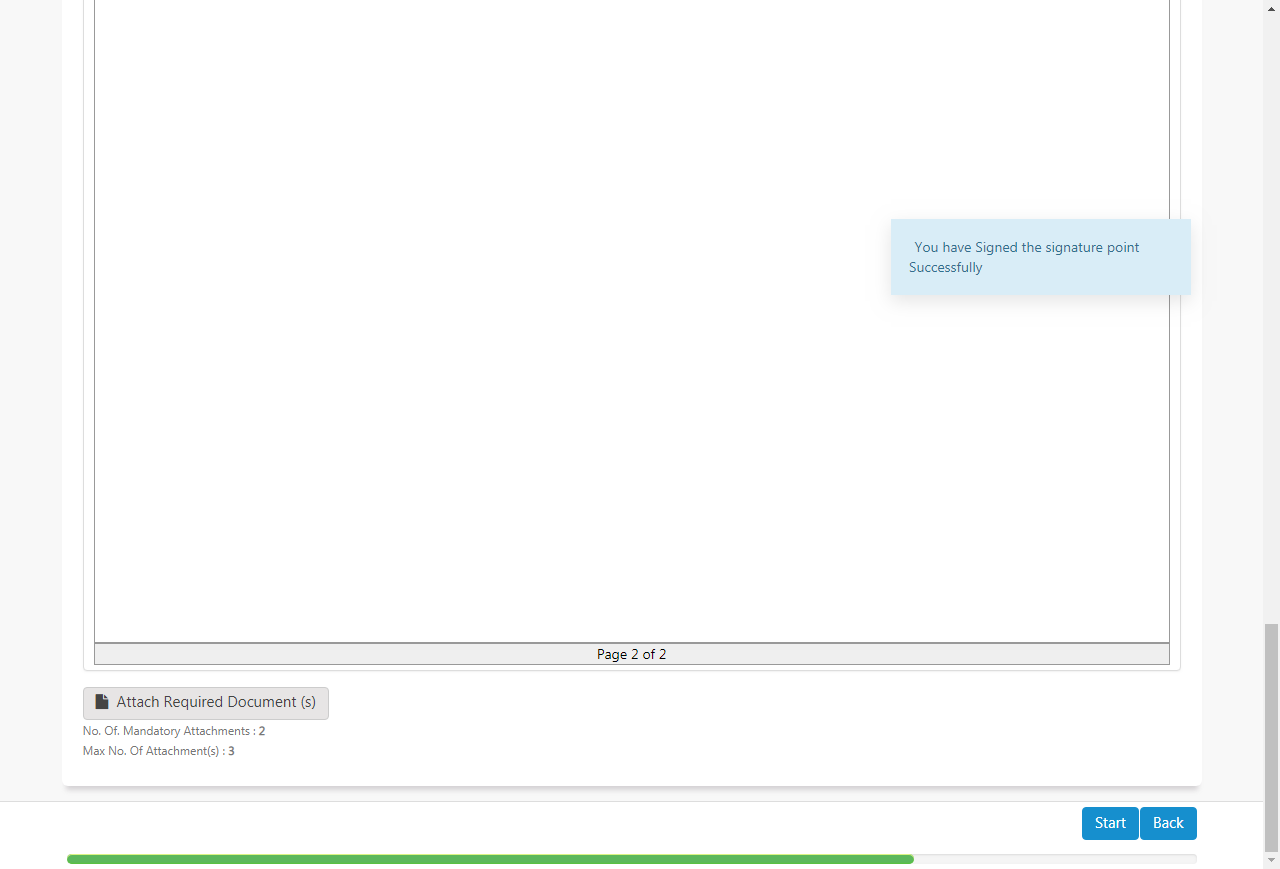 You have Signed the signature point
Successfully
Page 2 of 2
Attach Required Document (s)
No. Of. Mandatory Attachments : 2
Max No. Of Attachment(s) : 3
Start
Back